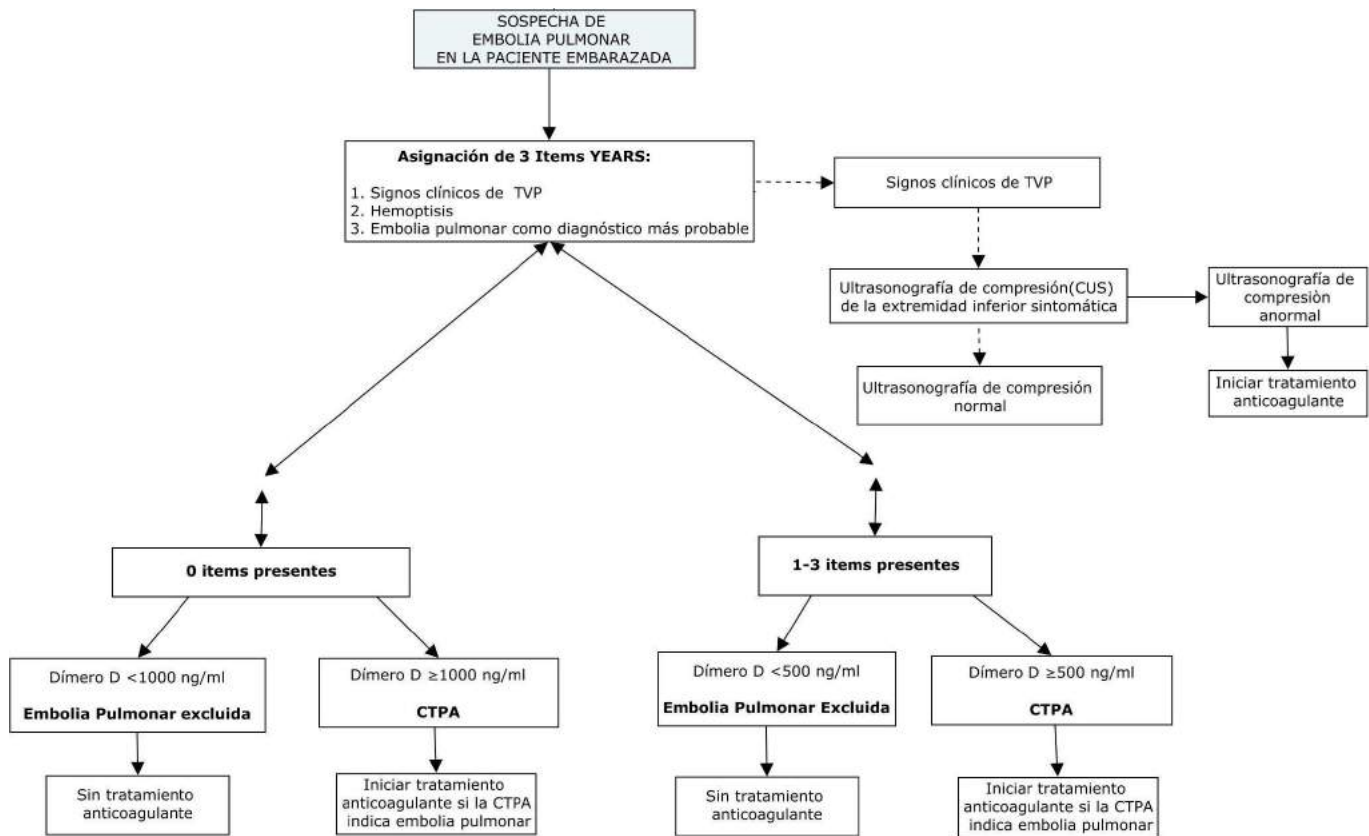 SOSPECHA DE
EMBOLIA PULMONAR
EN LA PACIENTE EMBARAZADA
Asignación de 3 Items YEARS:
1. Signos clínicos de TVP
2. Hemoptisis
3. Embolia pulmonar como diagnóstico más probable
Signos clínicos de TVP
Ultrasonografía de compresión(CUS)
de la extremidad inferior sintomática
Ultrasonografía de
compresiòn
anormal
Ultrasonografía de compresión
normal
Iniciar tratamiento
anticoagulante
0 items presentes
1-3 items presentes
Dímero D <1000 ng/ml
Embolia Pulmonar excluida
Dímero D ≥1000 ng/ml
CTPA
Dímero D <500 ng/ml
Embolia Pulmonar Excluida
Dímero D ≥500 ng/ml
CTPA
Sin tratamiento
anticoagulante
Iniciar tratamiento
anticoagulante si la CTPA
indica embolia pulmonar
Sin tratamiento
anticoagulante
Iniciar tratamiento
anticoagulante si la CTPA
indica embolia pulmonar